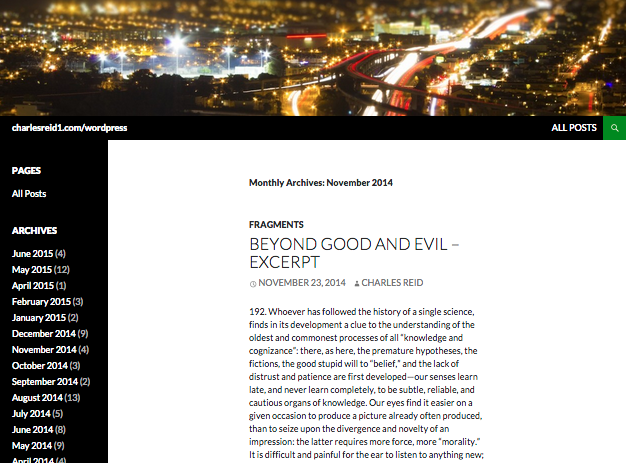 charlesreid1.com/wordpress
ALL POSTS
PAGES
All Posts
ARCHIVES
June 2015 (4)
May 2015 (12)
April 2015 (1)
February 2015 (3)
January 2015 (2)
December 2014 (9)
November 2014 (4)
October 2014 (3)
September 2014 (2)
August 2014 (13)
July 2014 (5)
June 2014 (8)
May 2014 (9)
April 2014 (4)
Monthly Archives: November 2014
FRAGMENTS
BEYOND GOOD AND EVIL –
EXCERPT
NOVEMBER 23, 2014 CHARLES REID
192. Whoever has followed the history of a single science,
finds in its development a clue to the understanding of the
oldest and commonest processes of all “knowledge and
cognizance”: there, as here, the premature hypotheses, the
fictions, the good stupid will to “belief,” and the lack of
distrust and patience are first developed—our senses learn
late, and never learn completely, to be subtle, reliable, and
cautious organs of knowledge. Our eyes find it easier on a
given occasion to produce a picture already often produced,
than to seize upon the divergence and novelty of an
impression: the latter requires more force, more “morality.”
It is difficult and painful for the ear to listen to anything new;